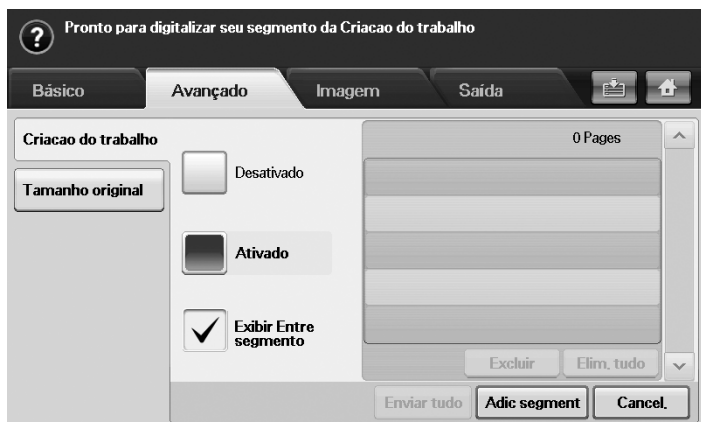 ?
Pronto para digitalizar seu segmento da Criacao do trabalho
Básico Avançado Imagem Saída
Criacao do trabalho
0 Pages
Tamanho original
Desativado
Ativado
Exibir Entre
segmento
Excluir Elim. tudo
Enviar tudo Adic segment Cancel.